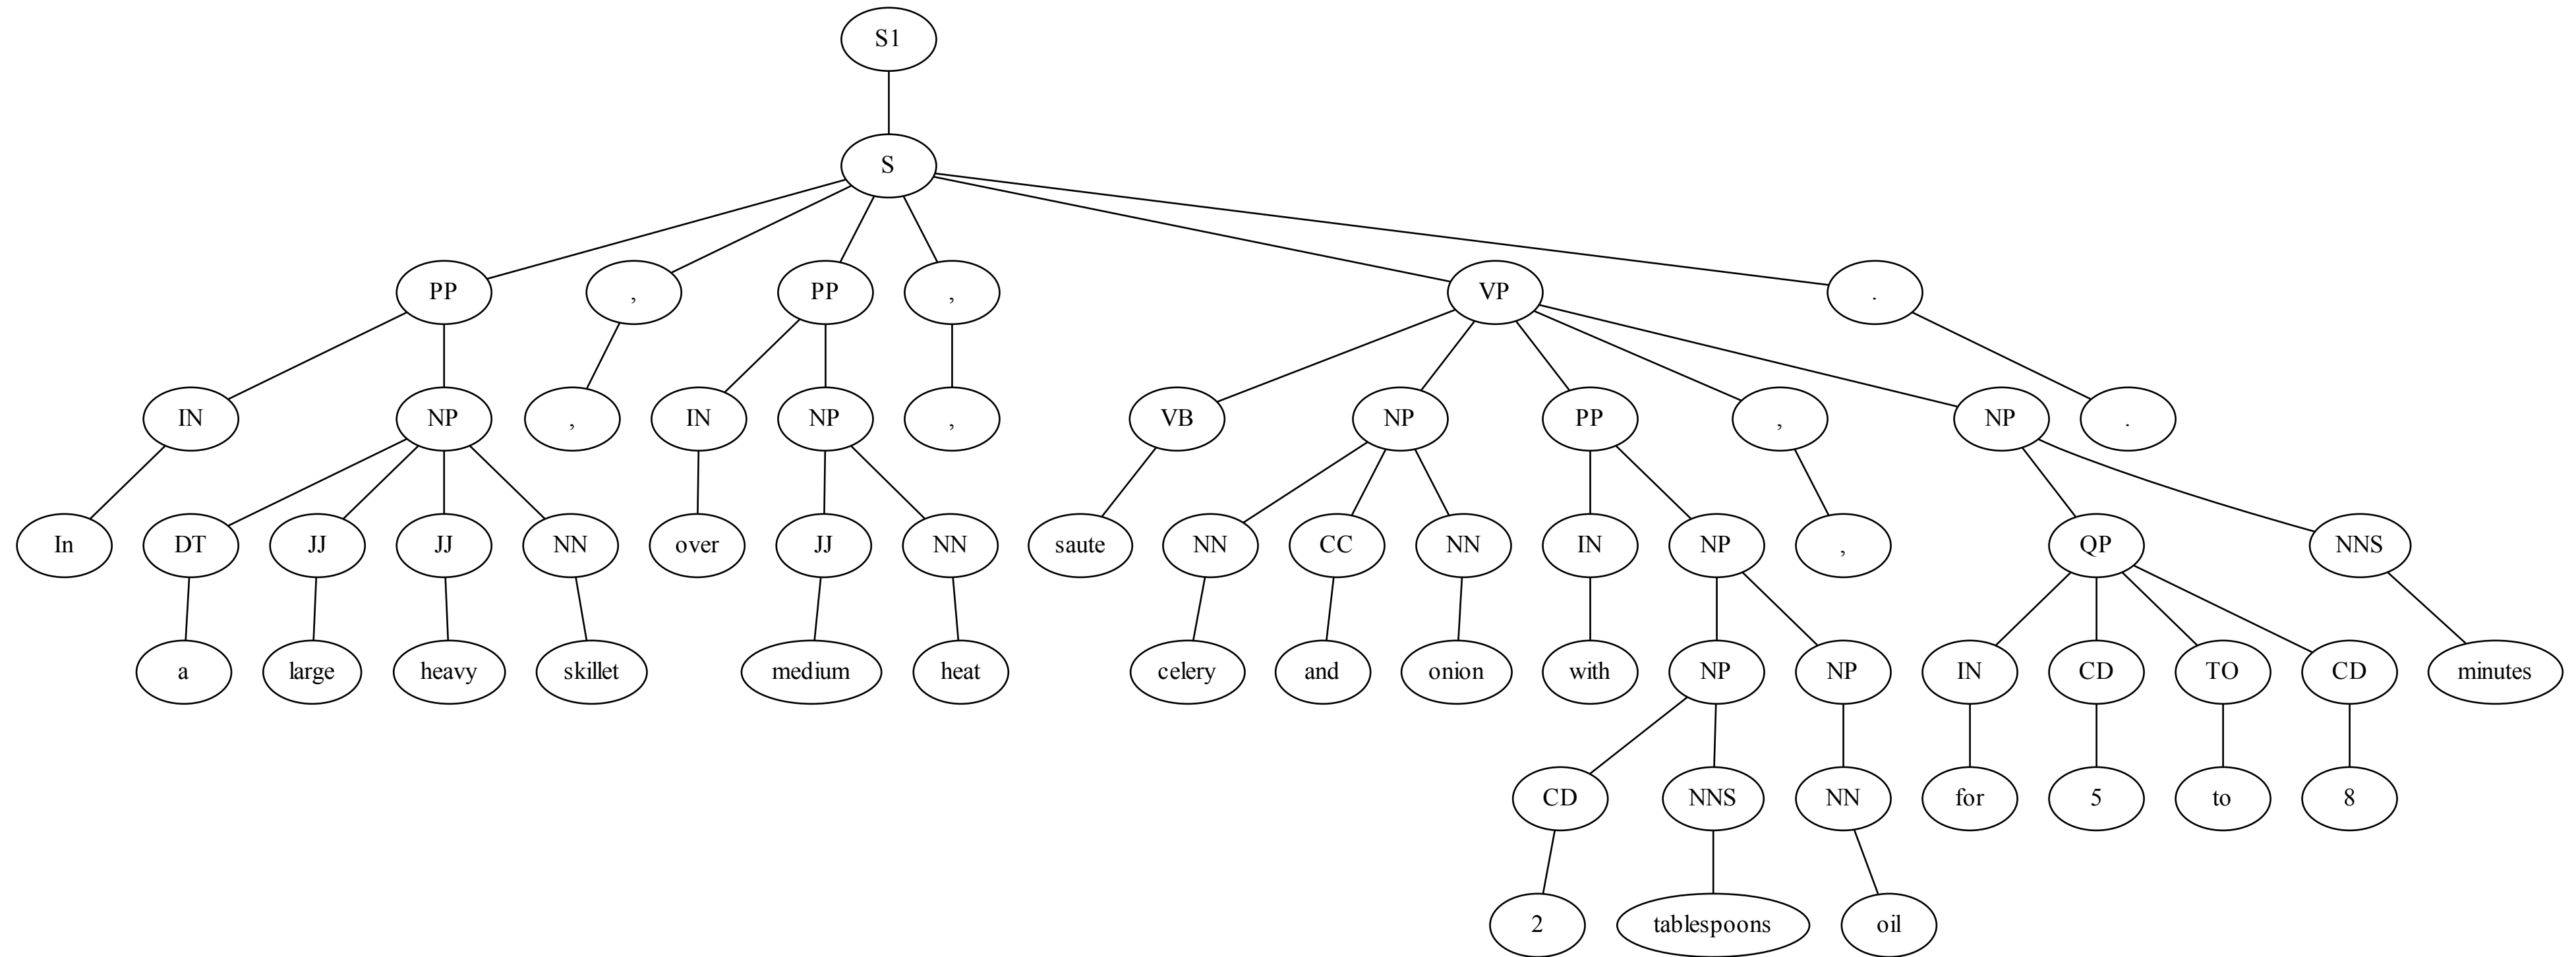 S1
S
PP , PP , VP .
IN NP , IN NP , VB NP PP , NP .
In DT JJ JJ NN over JJ NN saute NN CC NN IN NP , QP NNS
a large heavy skillet medium heat celery and onion with NP NP IN CD TO CD minutes
CD NNS NN for 5 to 8
2 tablespoons oil